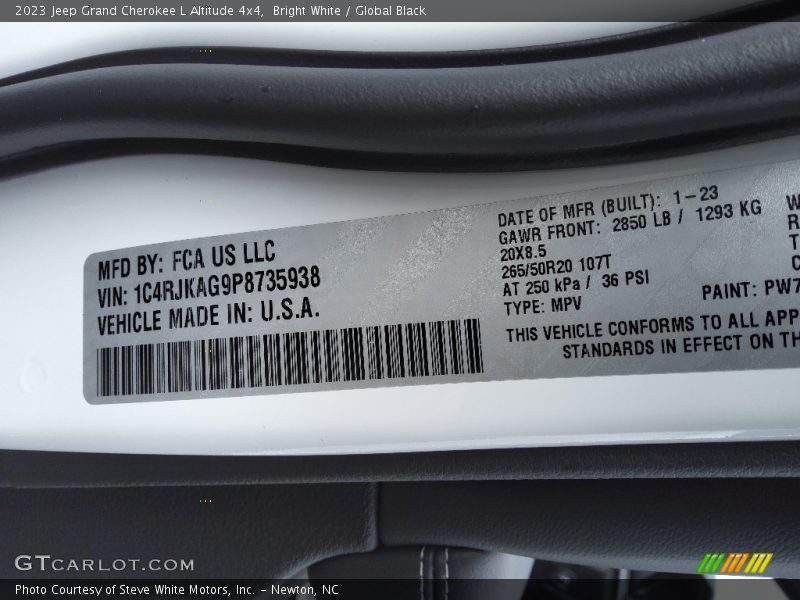 2023 Jeep Grand Cherokee L Altitude 4x4,  Bright White / Global Black
MFD BY: FCA US LLC
VIN: 1C4RJKAG9P8735938
VEHICLE MADE IN: U.S.A.
DATE OF MFR (BUILT): 1-23
GAWR FRONT: 2850 LB / 1293 KG
20X8.5
265/50R20 107T
AT 250 kPa / 36 PSI
TYPE: MPV
PAINT: PW7
THIS VEHICLE CONFORMS TO ALL APP
STANDARDS IN EFFECT ON TH
GTCARLOT.COM
Photo Courtesy of Steve White Motors, Inc. - Newton, NC